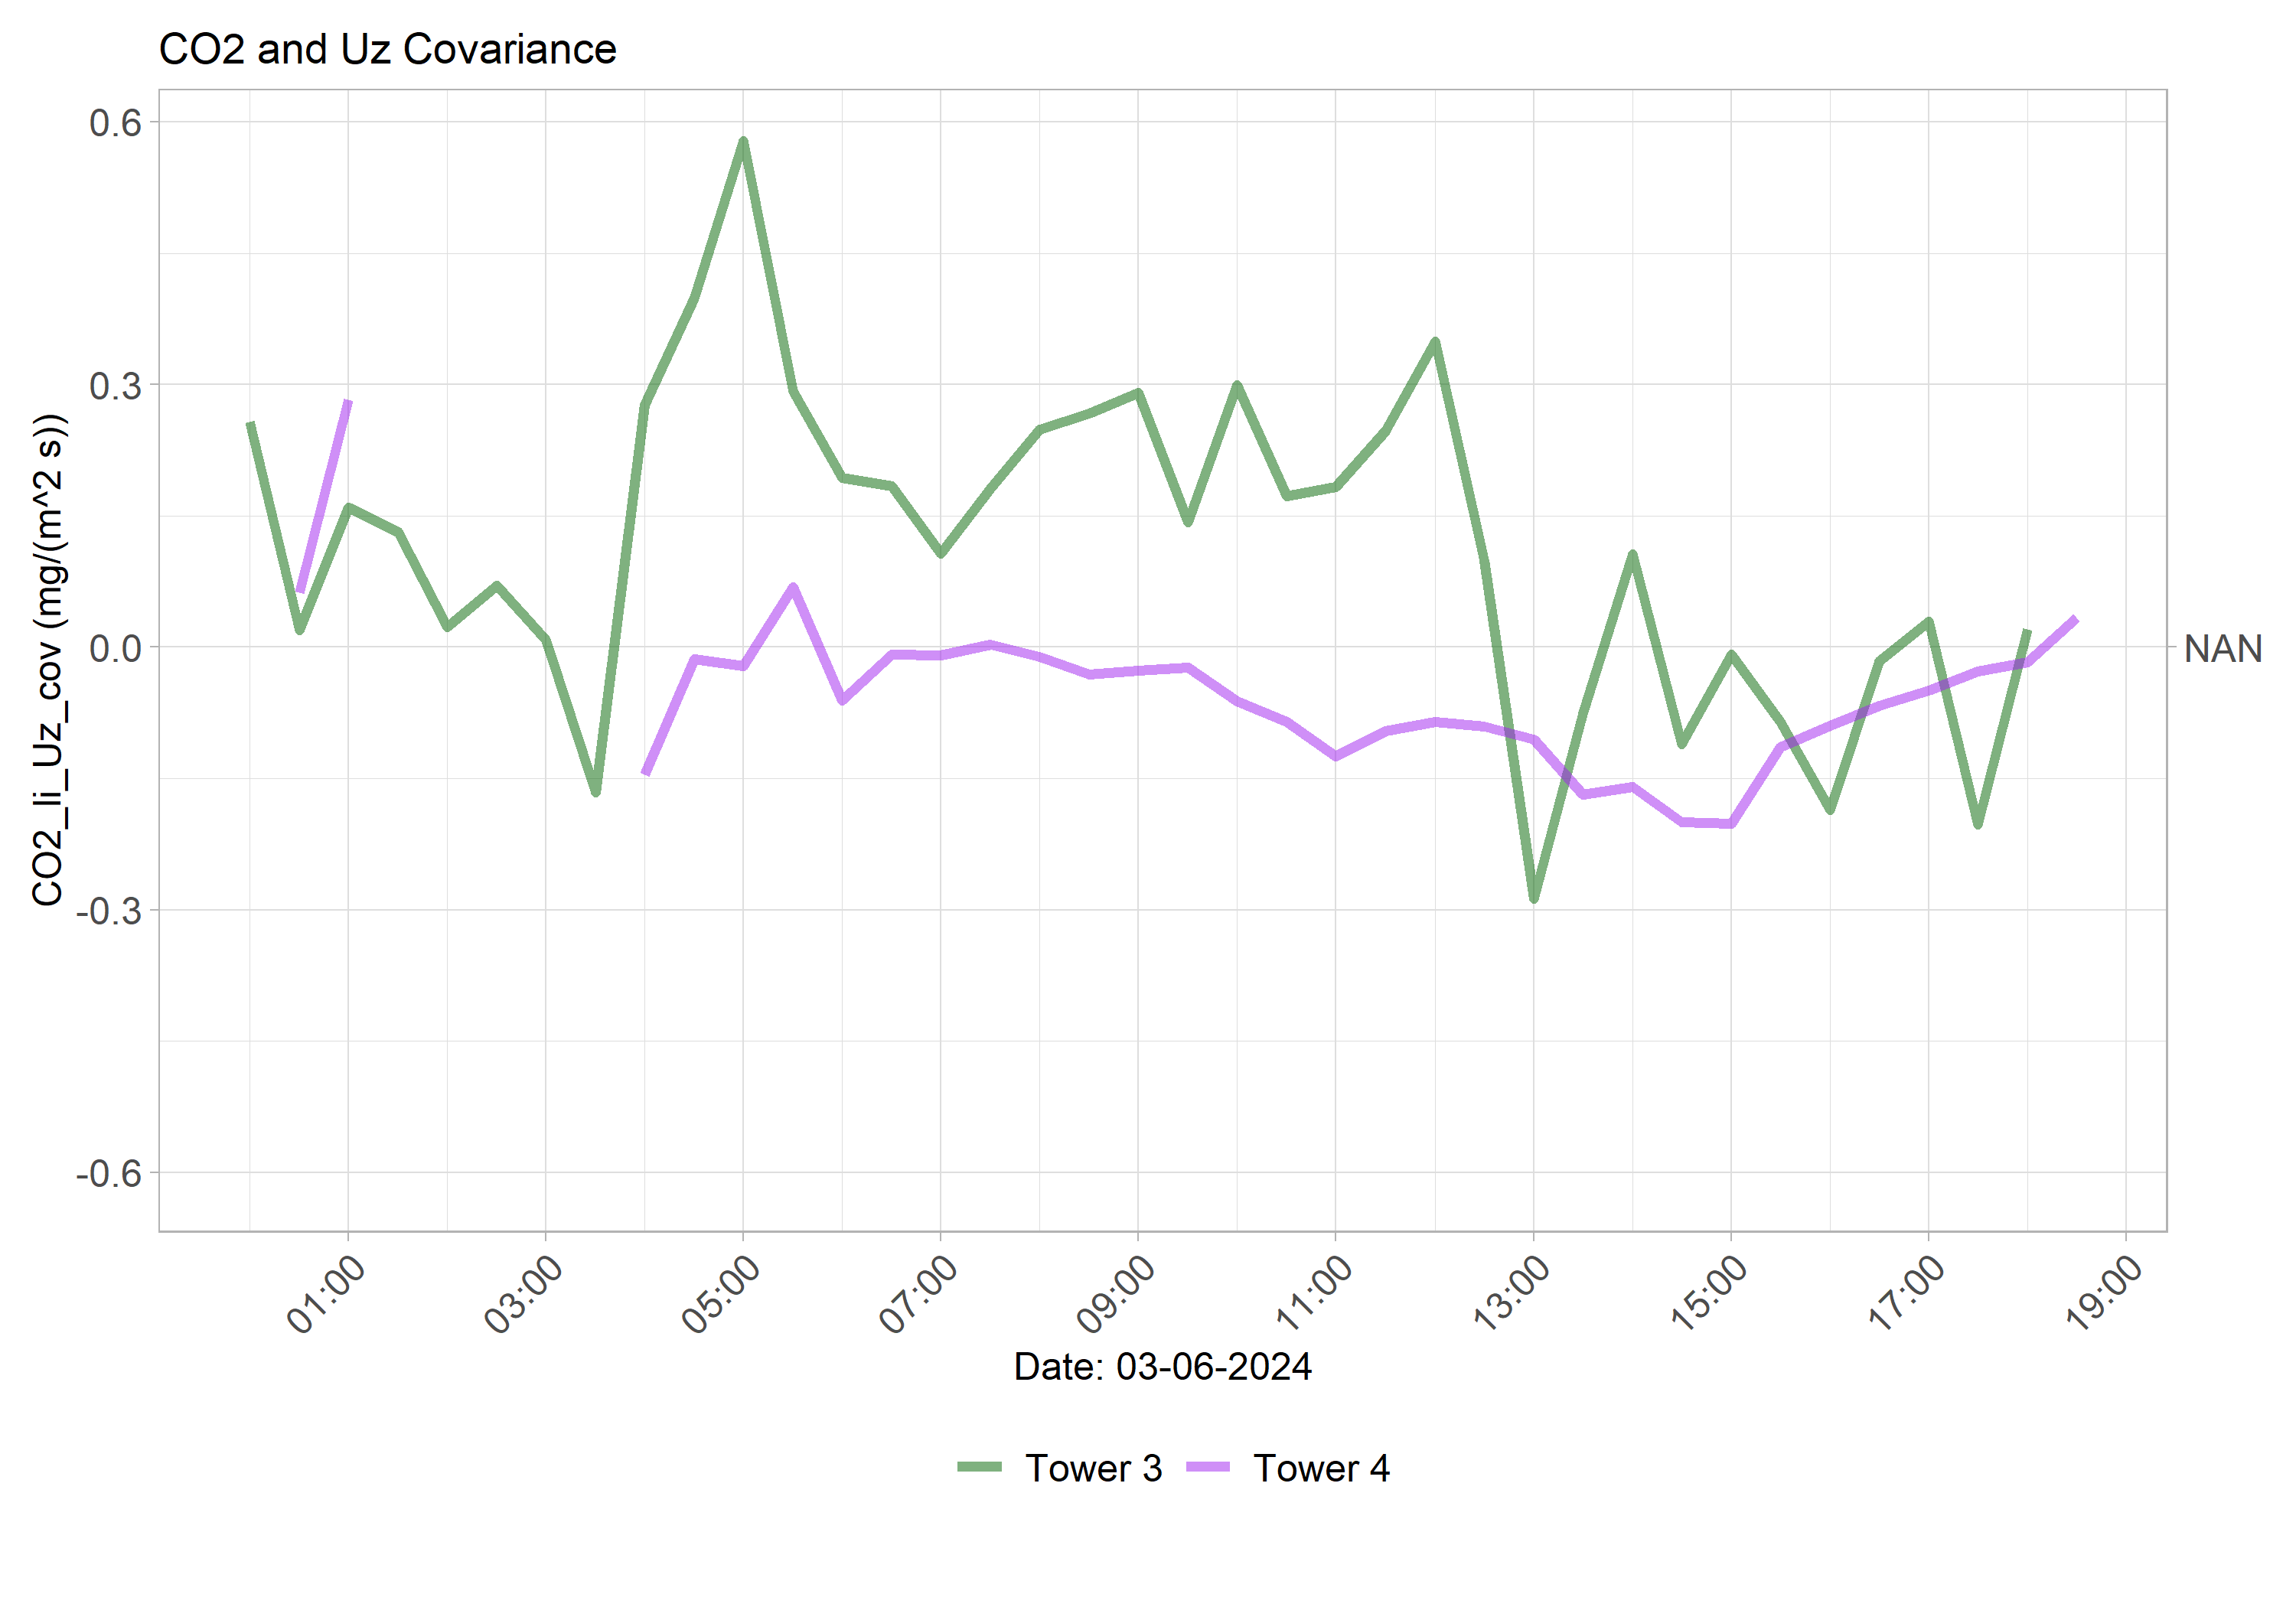 CO2 and Uz Covariance
CO2_li_Uz_cov (mg/(m^2 s))
0.6
0.3
0.0
-0.3
-0.6
NAN
01:00
03:00
05:00
07:00
09:00
11:00
13:00
15:00
17:00
19:00
Date: 03-06-2024
Tower 3
Tower 4